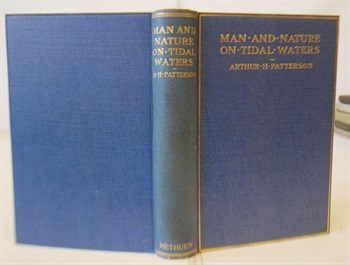 MAN AND
NATURE
ON·TIDAL
WATERS
A·H·PATTERSON
METHUEN
MAN·AND·NATURE
ON·TIDAL·WATERS
ARTHUR·H·PATTERSON